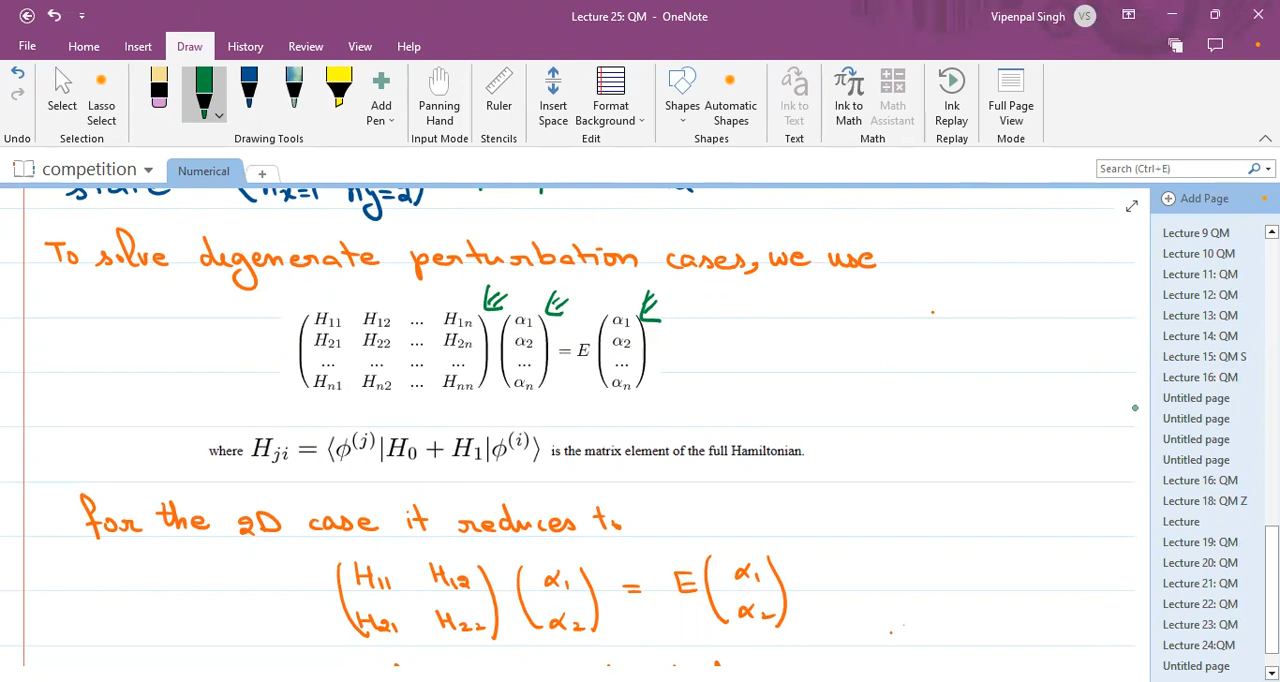 Lecture 25: QM - OneNote
Vipenpal Singh VS
File Home Insert Draw History Review View Help
Undo
Select
Lasso Select
Selection
Drawing Tools
Add Pen
Panning Hand
Input Mode
Ruler
Stencils
Insert Space
Format Background
Edit
Shapes
Automatic Shapes
Shapes
Ink to Text
Text
Ink to Math
Math Assistant
Math
Ink Replay
Replay
Full Page View
Mode
competition
Numerical
Search (Ctrl+E)
state (nx=1 ny=2)
To solve degenerate perturbation cases, we use
H11 H12 ... H1n α1 α1
H21 H22 ... H2n α2 = E α2
... ... ... ... ... ...
Hn1 Hn2 ... Hnn αn αn
where Hji = ⟨ϕ(j)|H0 + H1|ϕ(i)⟩ is the matrix element of the full Hamiltonian.
for the 2D case it reduces to
(H11 H12) (α1) = E (α1)
(H21 H22) (α2) (α2)
Add Page
Lecture 9 QM
Lecture 10 QM
Lecture 11: QM
Lecture 12: QM
Lecture 13: QM
Lecture 14: QM
Lecture 15: QM S
Lecture 16: QM
Untitled page
Untitled page
Untitled page
Untitled page
Lecture 16: QM
Lecture 18: QM Z
Lecture
Lecture 19: QM
Lecture 20: QM
Lecture 21: QM
Lecture 22: QM
Lecture 23: QM
Lecture 24:QM
Untitled page